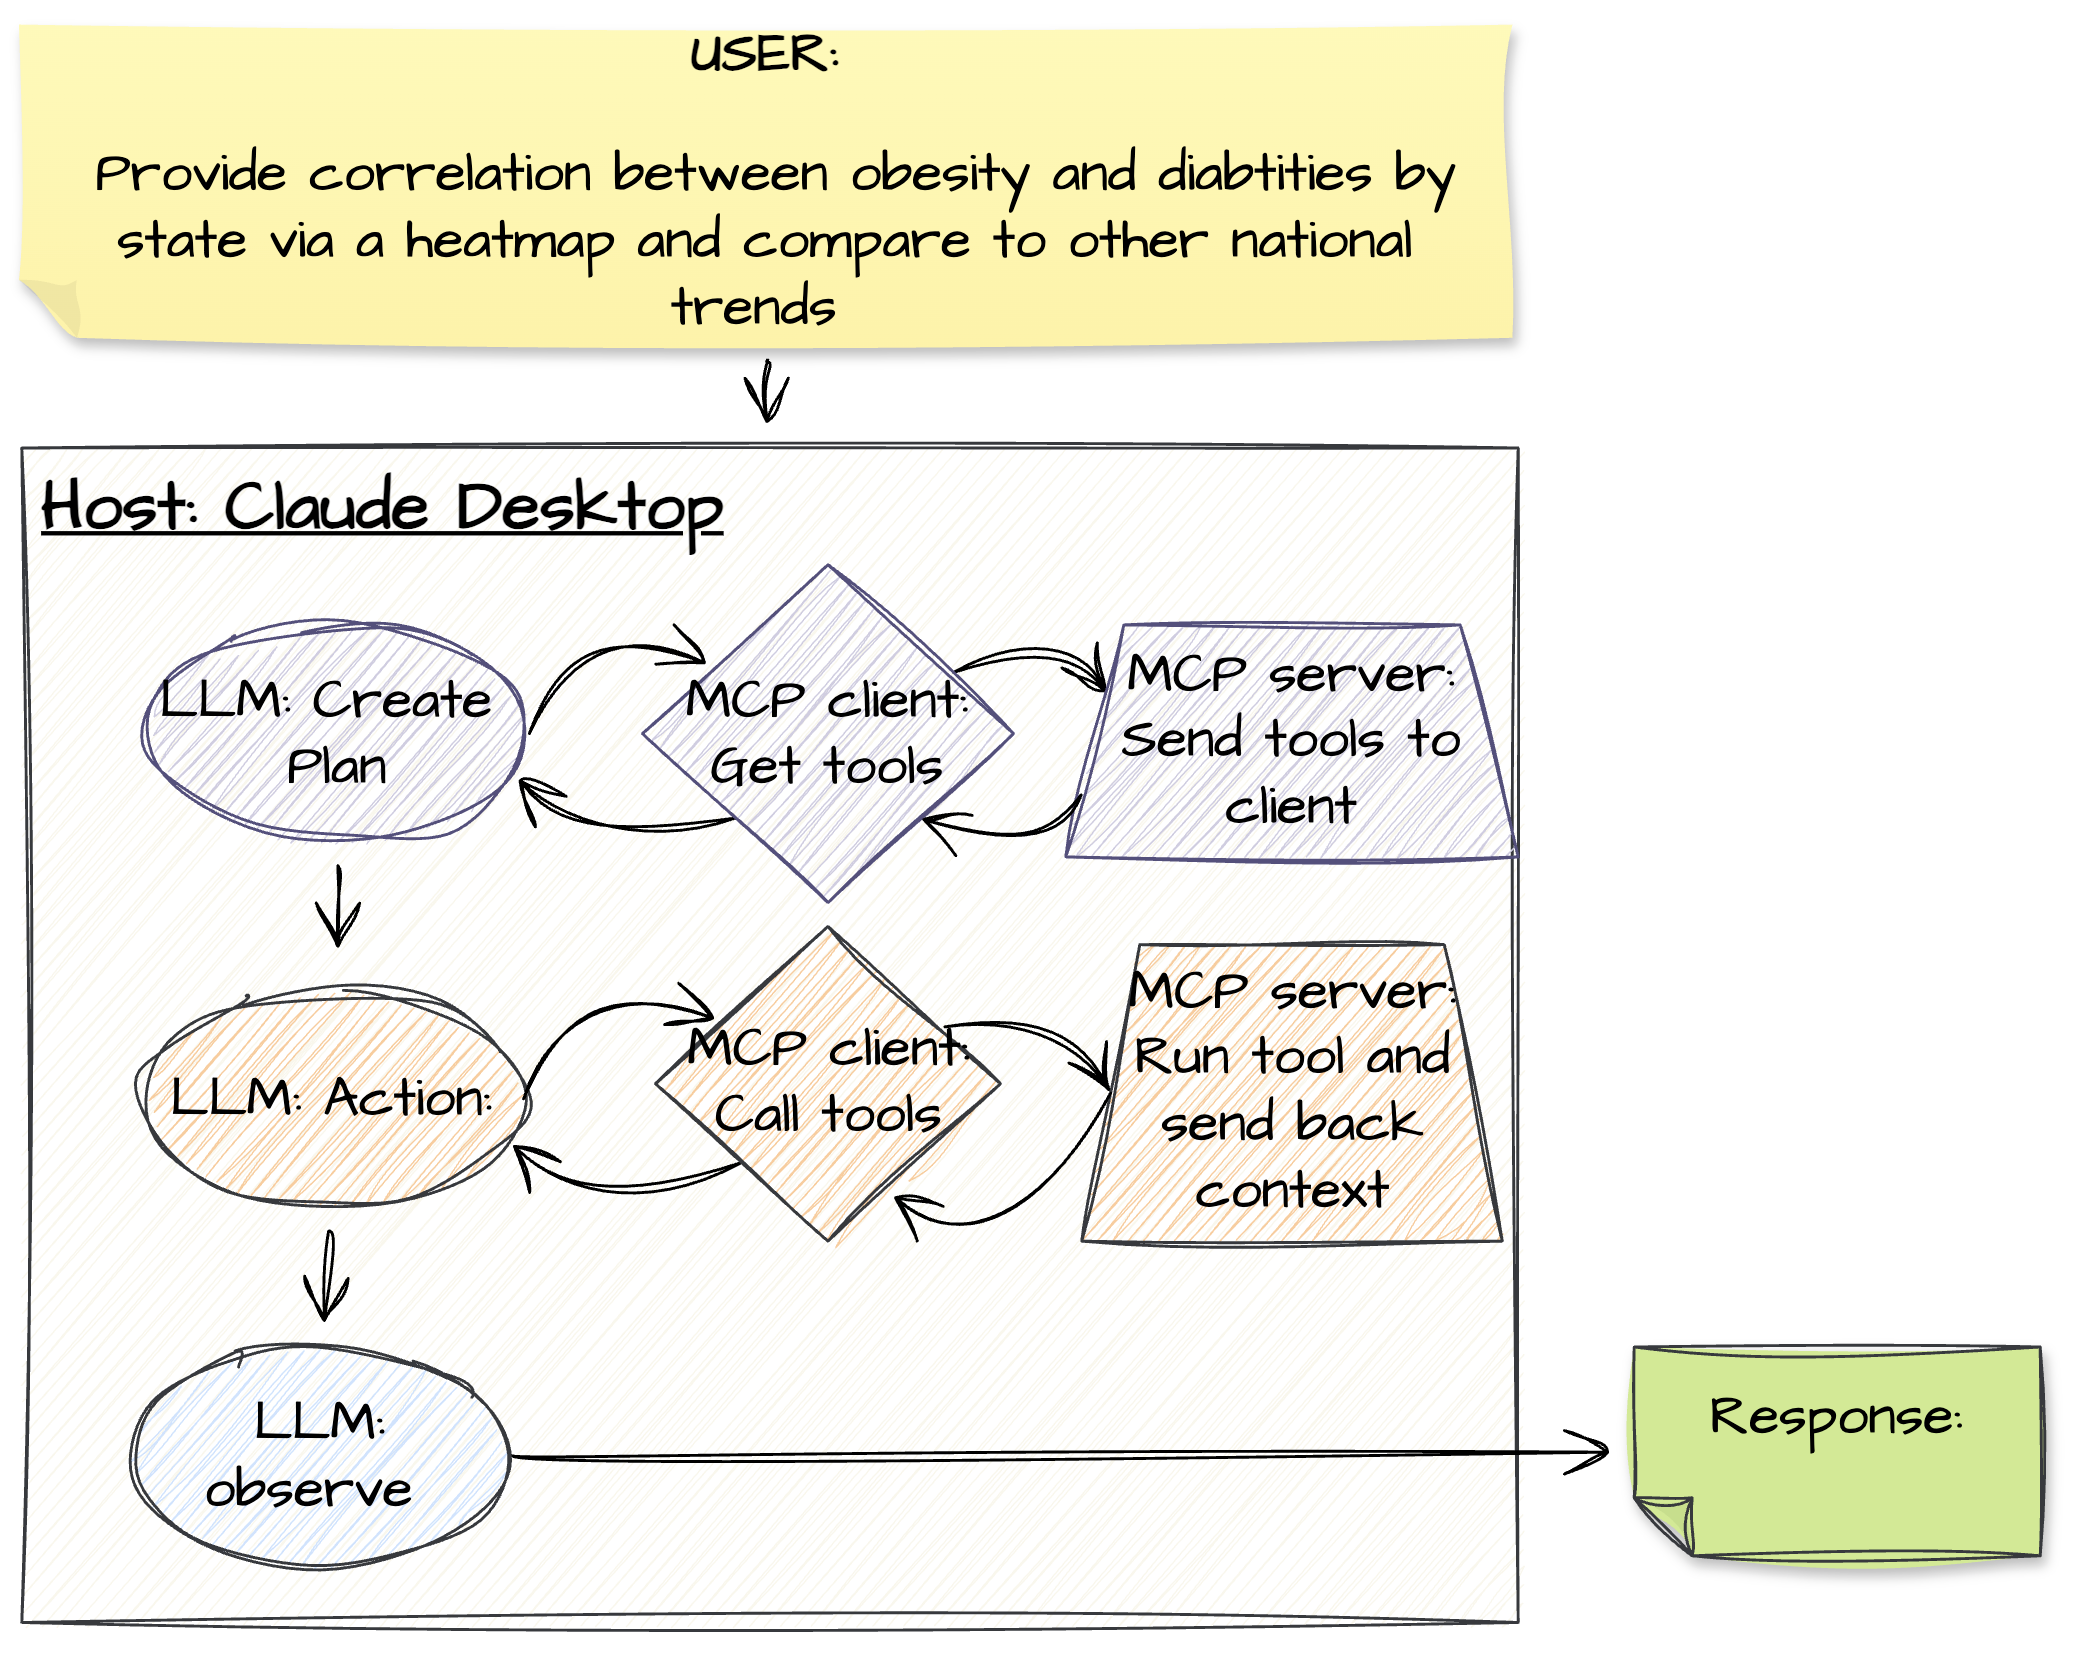 USER:
Provide correlation between obesity and diabtities by
state via a heatmap and compare to other national
trends
Host: Claude Desktop
LLM: Create
Plan
MCP client:
Get tools
MCP server:
Send tools to
client
LLM: Action:
MCP client:
Call tools
MCP server:
Run tool and
send back
context
LLM:
observe
Response: